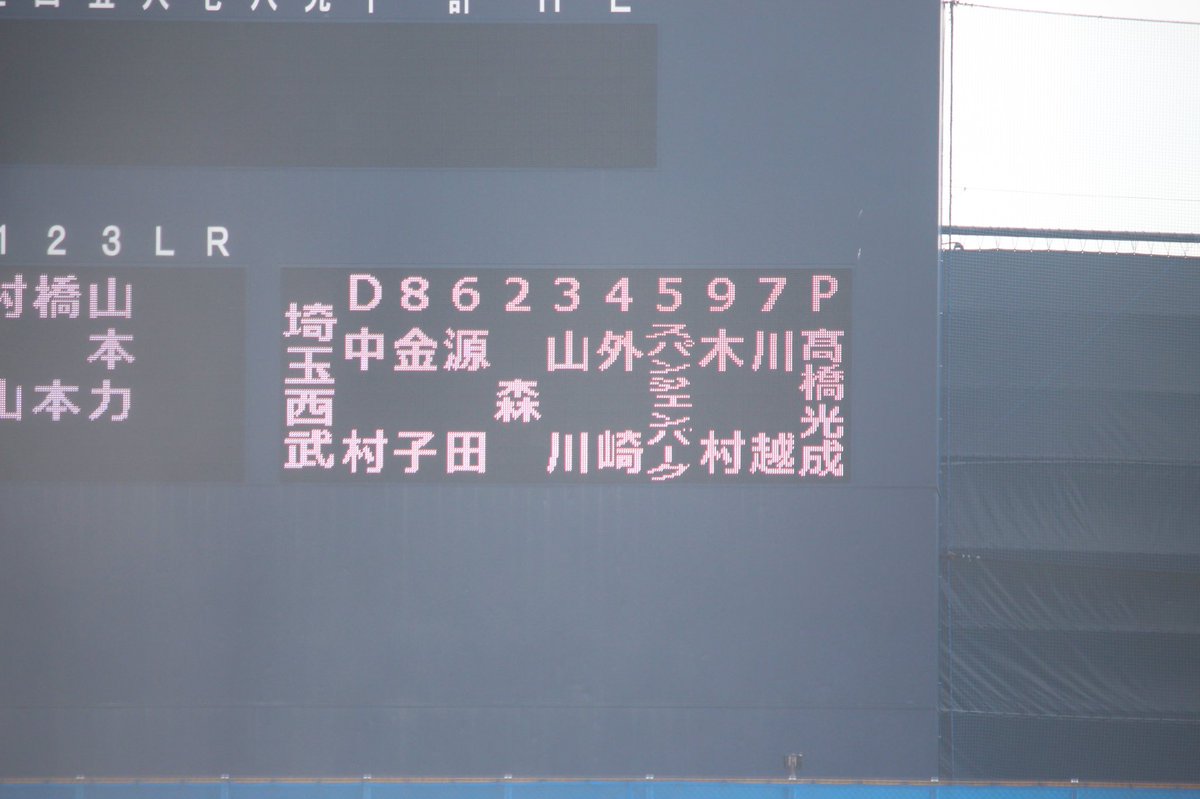 計 H E
1 2 3 L R
村 橋 山本
山 本 力
D 8 6 2 3 4 5 9 7 P
埼玉西武
中村
金子
源田
森
山川
外崎
スパンジェンバーグ
木村
川越
髙橋光成